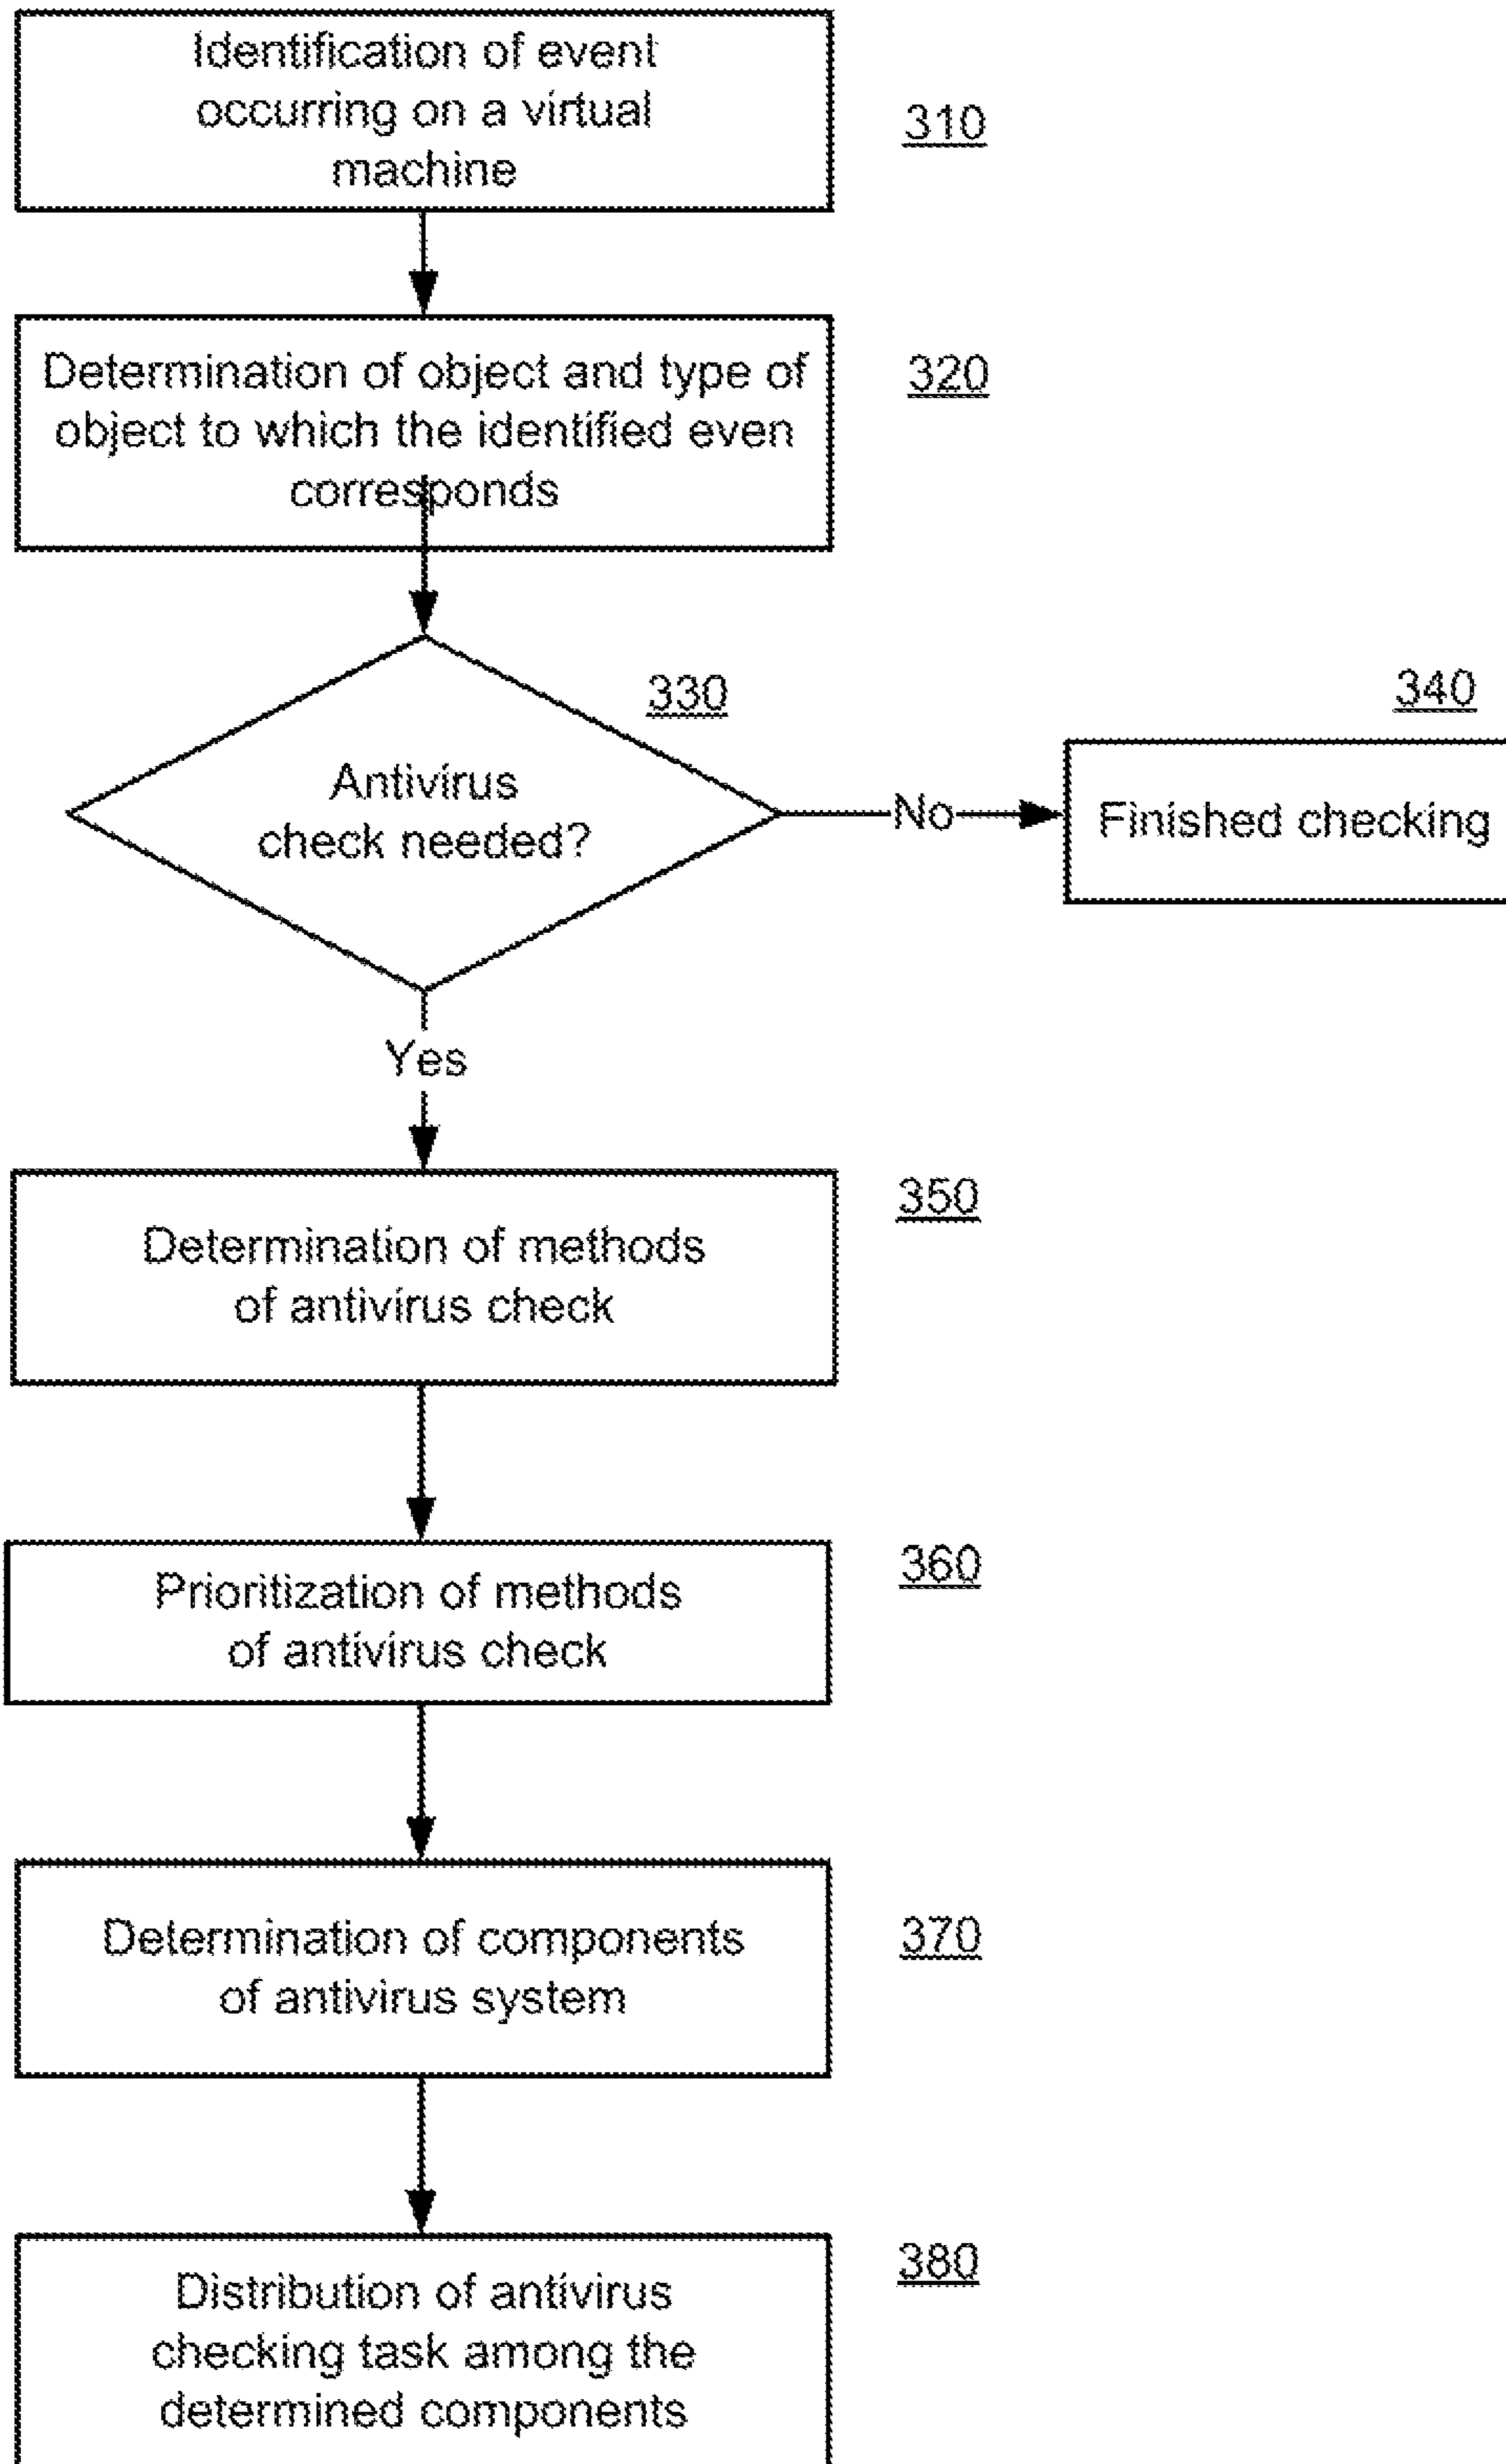 Identification of event
occurring on a virtual
machine
310
Determination of object and type of
object to which the identified even
corresponds
320
330
Antivirus
check needed?
No
340
Finished checking
Yes
350
Determination of methods
of antivirus check
360
Prioritization of methods
of antivirus check
370
Determination of components
of antivirus system
380
Distribution of antivirus
checking task among the
determined components